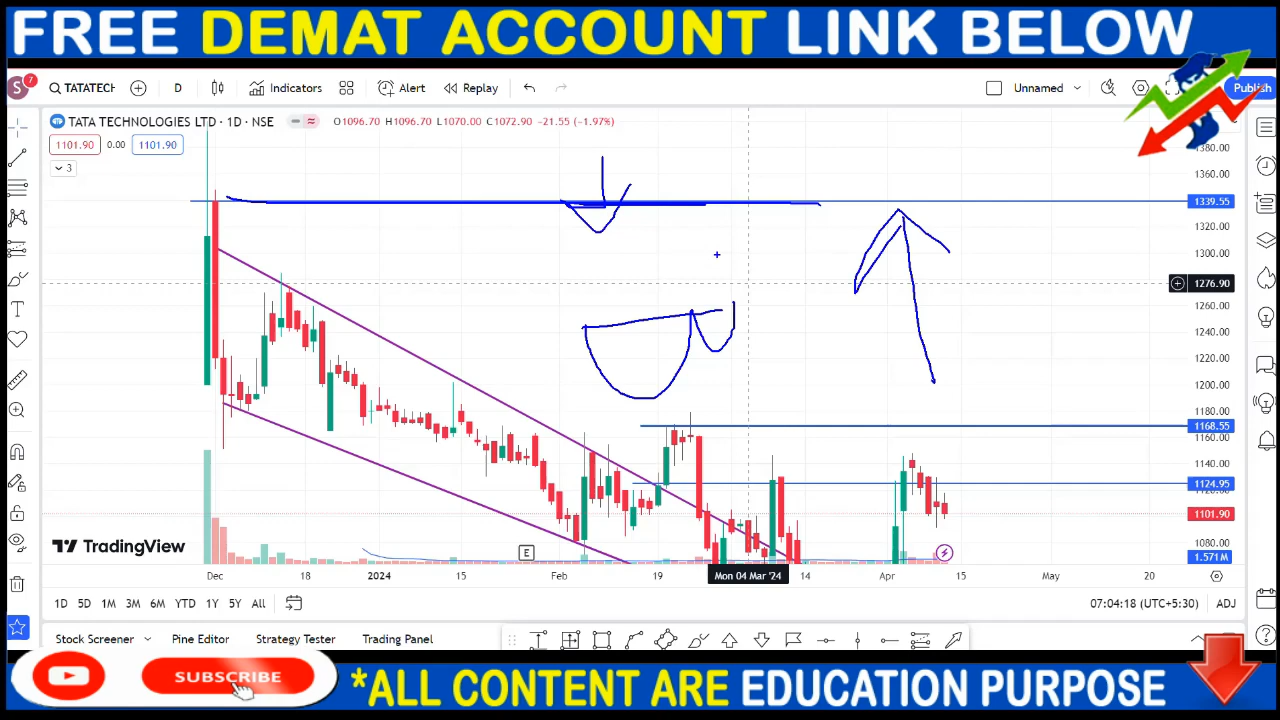 FREE DEMAT ACCOUNT LINK BELOW
S 7 TATATECH D Indicators Alert Replay Unnamed Publish
TATA TECHNOLOGIES LTD · 1D · NSE O1096.70 H1096.70 L1070.00 C1072.90 -21.55 (-1.97%)
1101.90 0.00 1101.90
3
1380.00
1360.00
1339.55
1320.00
1300.00
1276.90
1260.00
1240.00
1220.00
1200.00
1180.00
1168.55
1160.00
1140.00
1124.95
1101.90
1080.00
1.571M
TradingView
E
Dec 18 2024 15 Feb 19 Mon 04 Mar '24 14 Apr 15 May 20
1D 5D 1M 3M 6M YTD 1Y 5Y All 07:04:18 (UTC+5:30) ADJ
Stock Screener Pine Editor Strategy Tester Trading Panel
SUBSCRIBE
*ALL CONTENT ARE EDUCATION PURPOSE